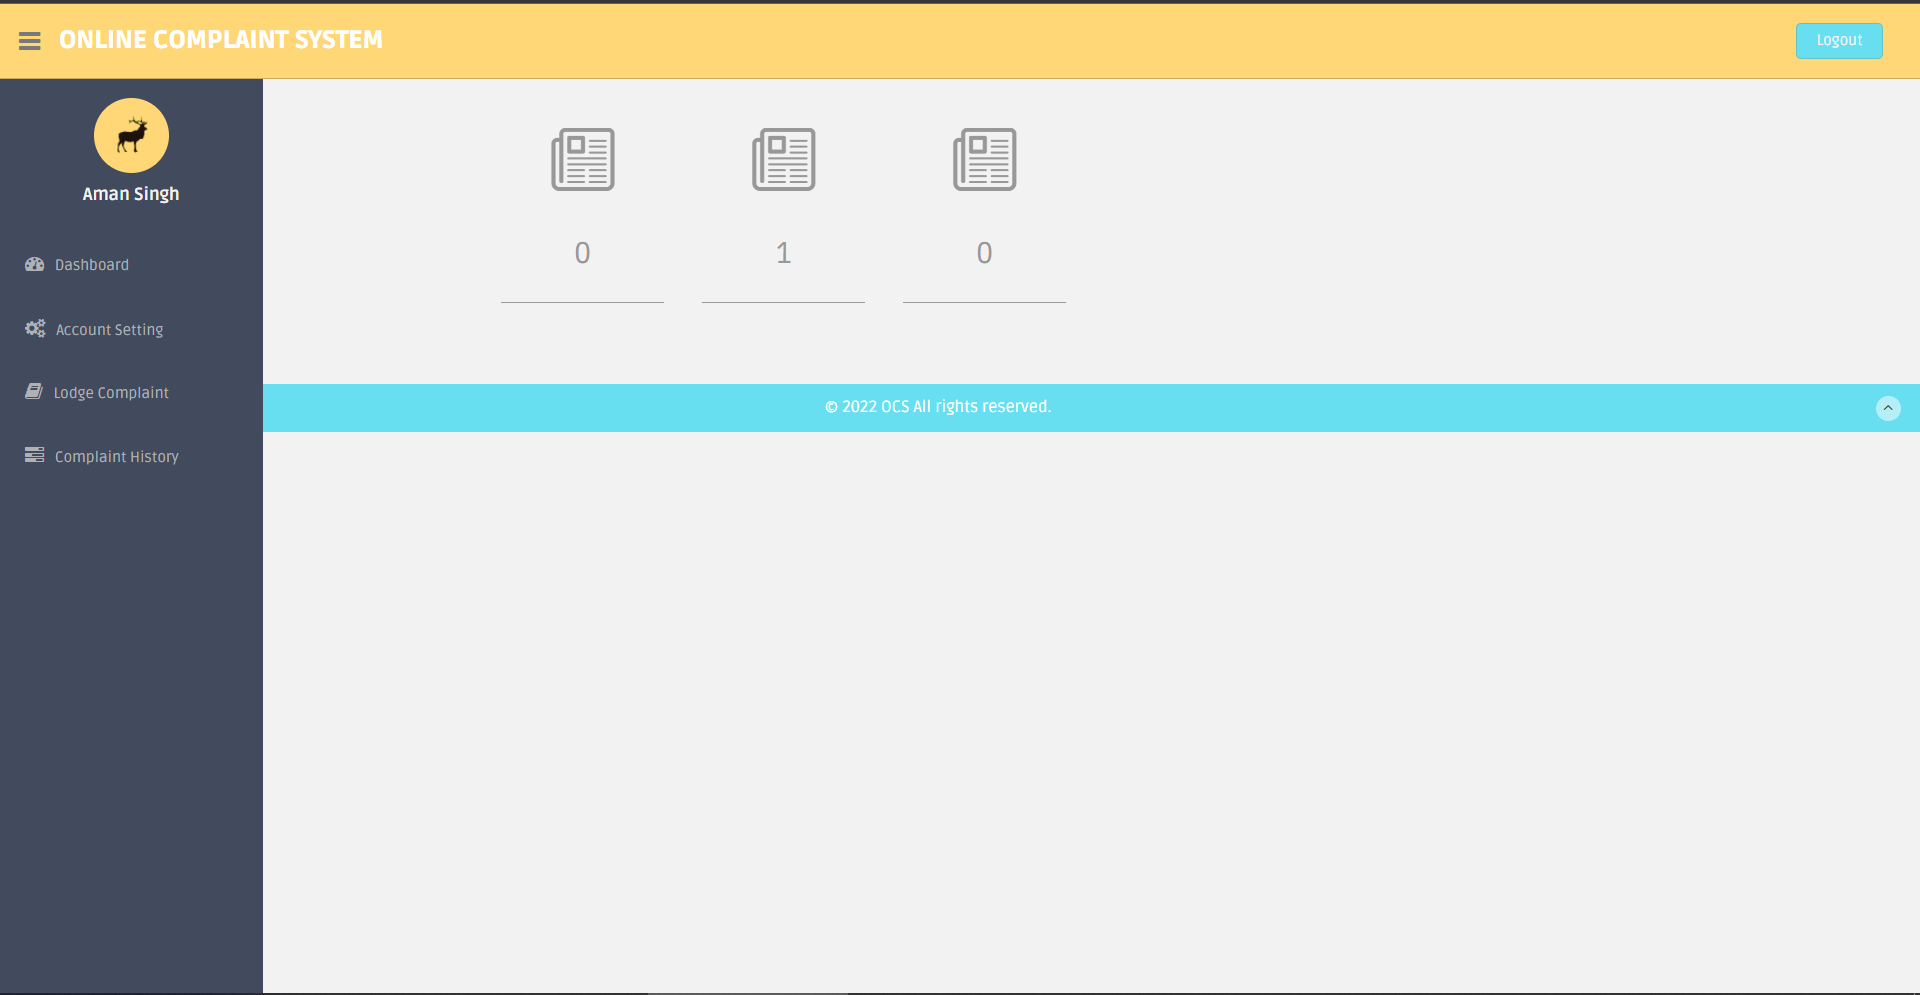 ONLINE COMPLAINT SYSTEM
Logout
Aman Singh
Dashboard
Account Setting
Lodge Complaint
Complaint History
0
1
0
© 2022 OCS All rights reserved.